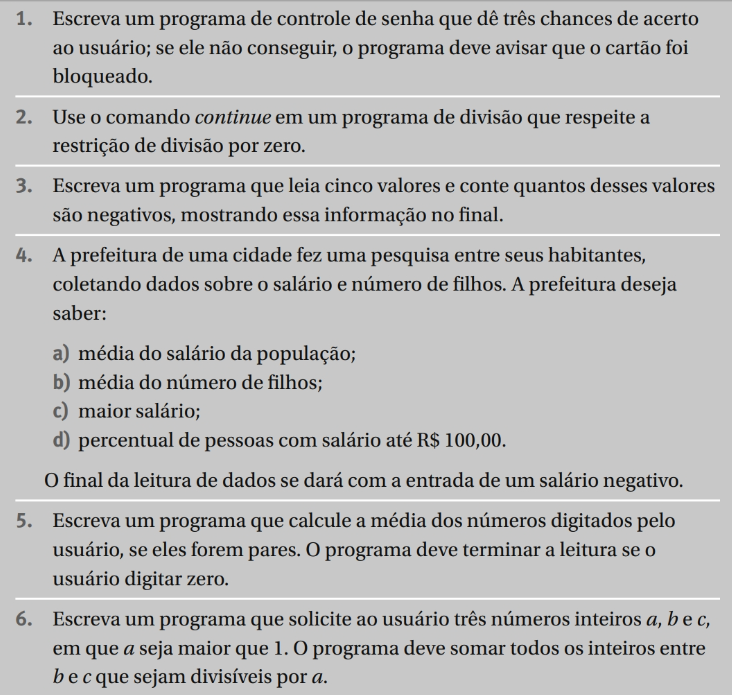 1. Escreva um programa de controle de senha que dê três chances de acerto
ao usuário; se ele não conseguir, o programa deve avisar que o cartão foi
bloqueado.
2. Use o comando continue em um programa de divisão que respeite a
restrição de divisão por zero.
3. Escreva um programa que leia cinco valores e conte quantos desses valores
são negativos, mostrando essa informação no final.
4. A prefeitura de uma cidade fez uma pesquisa entre seus habitantes,
coletando dados sobre o salário e número de filhos. A prefeitura deseja
saber:
a) média do salário da população;
b) média do número de filhos;
c) maior salário;
d) percentual de pessoas com salário até R$ 100,00.
O final da leitura de dados se dará com a entrada de um salário negativo.
5. Escreva um programa que calcule a média dos números digitados pelo
usuário, se eles forem pares. O programa deve terminar a leitura se o
usuário digitar zero.
6. Escreva um programa que solicite ao usuário três números inteiros a, b e c,
em que a seja maior que 1. O programa deve somar todos os inteiros entre
b e c que sejam divisíveis por a.